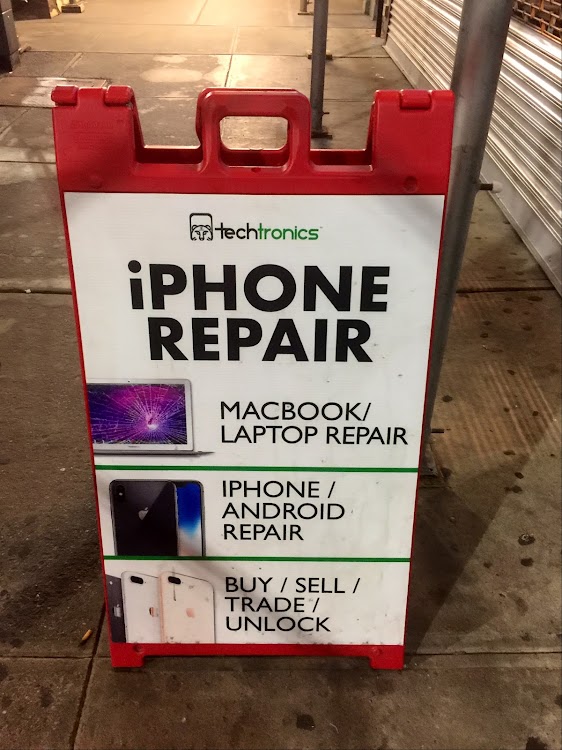 techtronics
iPHONE
REPAIR
MACBOOK/
LAPTOP REPAIR
IPHONE /
ANDROID
REPAIR
BUY / SELL /
TRADE /
UNLOCK